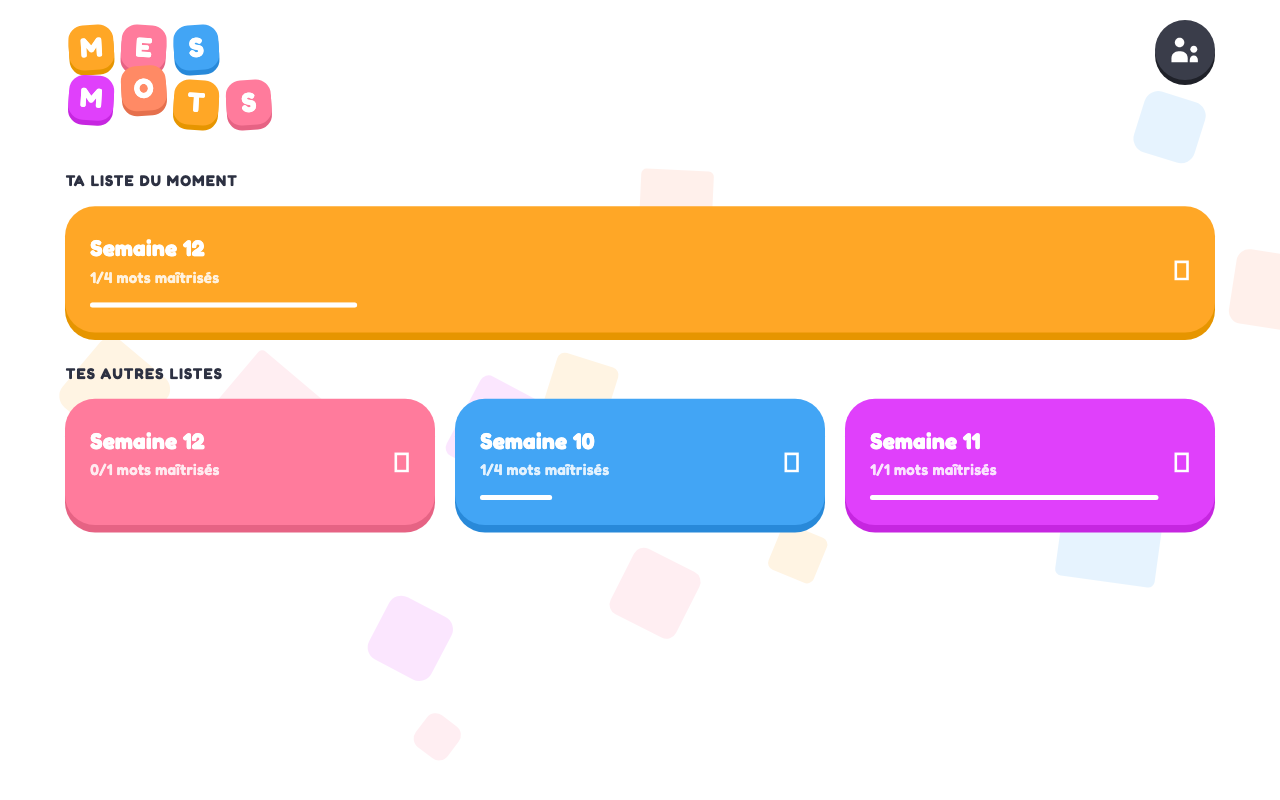 MES
MOTS
TA LISTE DU MOMENT
Semaine 12
1/4 mots maîtrisés
TES AUTRES LISTES
Semaine 12
0/1 mots maîtrisés
Semaine 10
1/4 mots maîtrisés
Semaine 11
1/1 mots maîtrisés